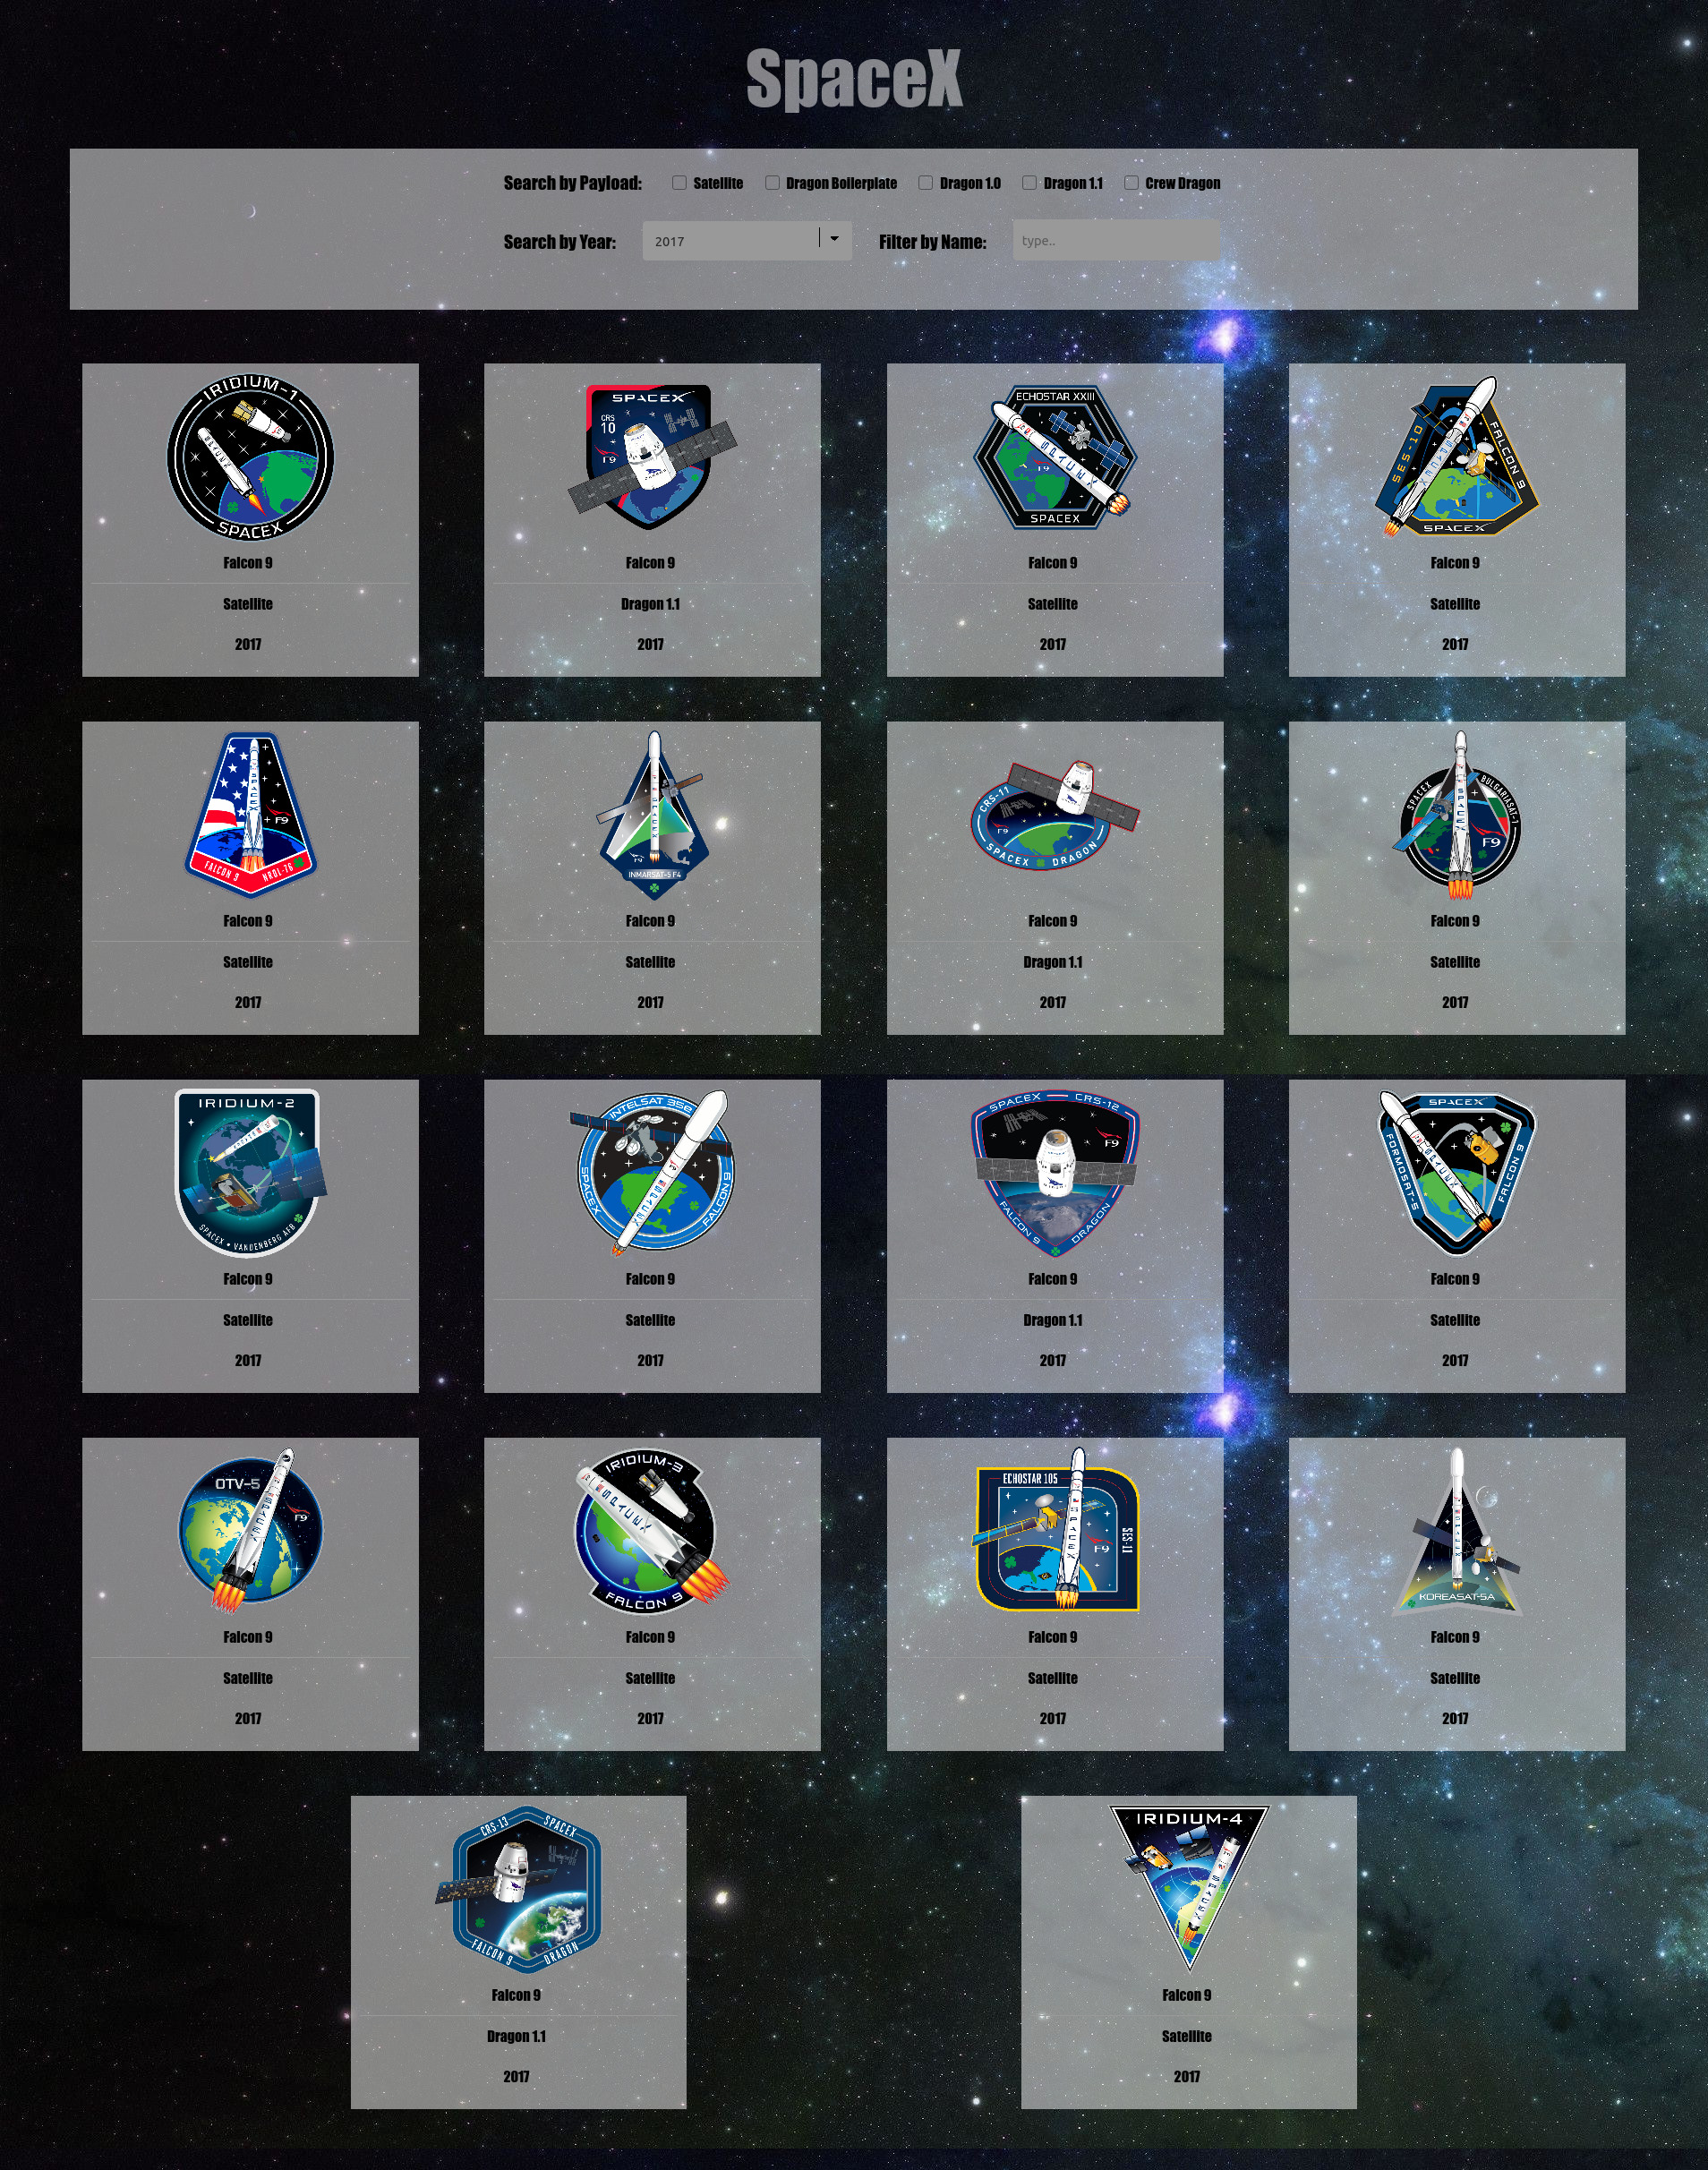 SpaceX
Search by Payload: Satellite Dragon Boilerplate Dragon 1.0 Dragon 1.1 Crew Dragon
Search by Year: 2017 Filter by Name: type..
IRIDIUM-1
SPACEX
Falcon 9
Satellite
2017
SPACEX
CRS
10
F9
Falcon 9
Dragon 1.1
2017
ECHOSTAR XXIII
SPACEX
F9
SPACEX
Falcon 9
Satellite
2017
SES-10
FALCON 9
SPACEX
Falcon 9
Satellite
2017
SPACEX
F9
FALCON 9 NROL-76
Falcon 9
Satellite
2017
F9
INMARSAT-5 F4
Falcon 9
Satellite
2017
CRS-11
F9
SPACEX DRAGON
Falcon 9
Dragon 1.1
2017
SPACEX
BULGARIASAT-1
SPACEX
F9
Falcon 9
Satellite
2017
IRIDIUM-2
SPACEX • VANDENBERG AFB
Falcon 9
Satellite
2017
INTELSAT 35e
SPACEX
SPACEX
FALCON 9
Falcon 9
Satellite
2017
SPACEX CRS-12
F9
FALCON 9 DRAGON
Falcon 9
Dragon 1.1
2017
SPACEX
FORMOSAT-5
SPACEX
FALCON 9
Falcon 9
Satellite
2017
OTV-5
SPACEX
F9
Falcon 9
Satellite
2017
IRIDIUM-3
SPACEX
FALCON 9
Falcon 9
Satellite
2017
ECHOSTAR 105
SPACEX
F9
SES-11
Falcon 9
Satellite
2017
KOREASAT-5A
Falcon 9
Satellite
2017
CRS-13 SPACEX
FALCON 9 DRAGON
Falcon 9
Dragon 1.1
2017
IRIDIUM-4
SPACEX
Falcon 9
Satellite
2017